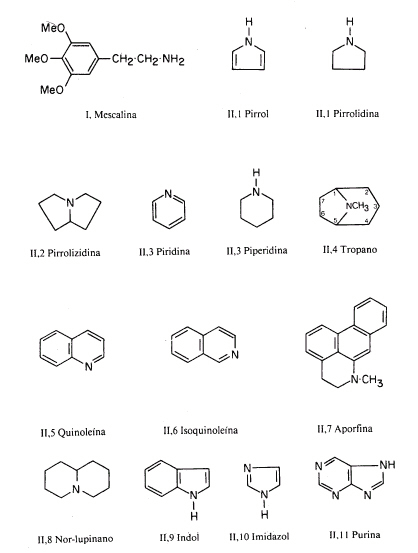 MeO
H
H
MeO
CH₂·CH₂·NH2
N
N
MeO
I, Mescalina
II,1 Pirrol
II,1 Pirrolidina
H
N
N
N
1
2
7
NCH₃
3
6
5
4
II,2 Pirrolizidina
II,3 Piridina
II,3 Piperidina
II,4 Tropano
N
N
N·CH₃
II,5 Quinoleína
II,6 Isoquinoleína
II,7 Aporfina
N
N
H
N
N
H
N
N
N
NH
N
II,8 Nor-lupinano
II,9 Indol
II,10 Imidazol
II,11 Purina